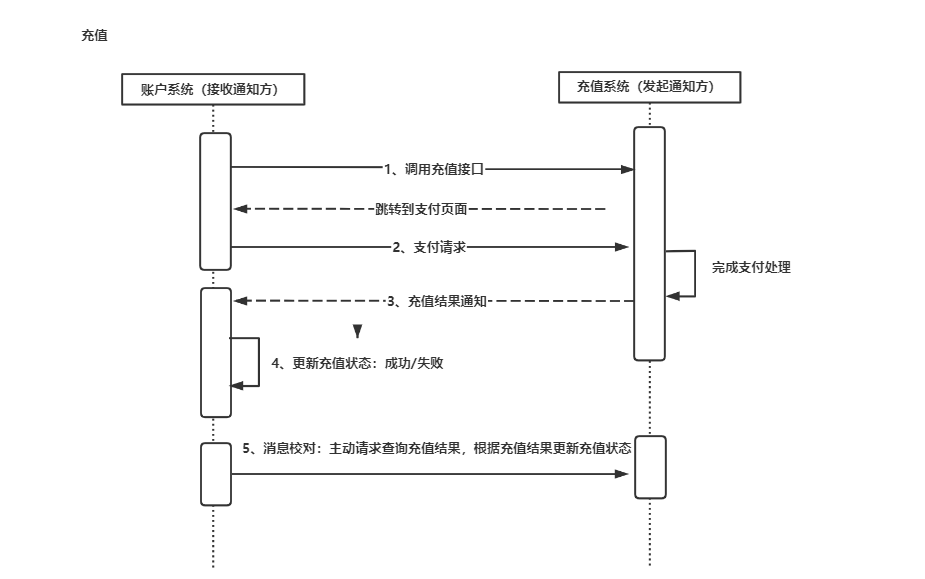 充值
账户系统（接收通知方）
充值系统（发起通知方）
1、调用充值接口
跳转到支付页面
2、支付请求
完成支付处理
3、充值结果通知
4、更新充值状态：成功/失败
5、消息校对：主动请求查询充值结果，根据充值结果更新充值状态